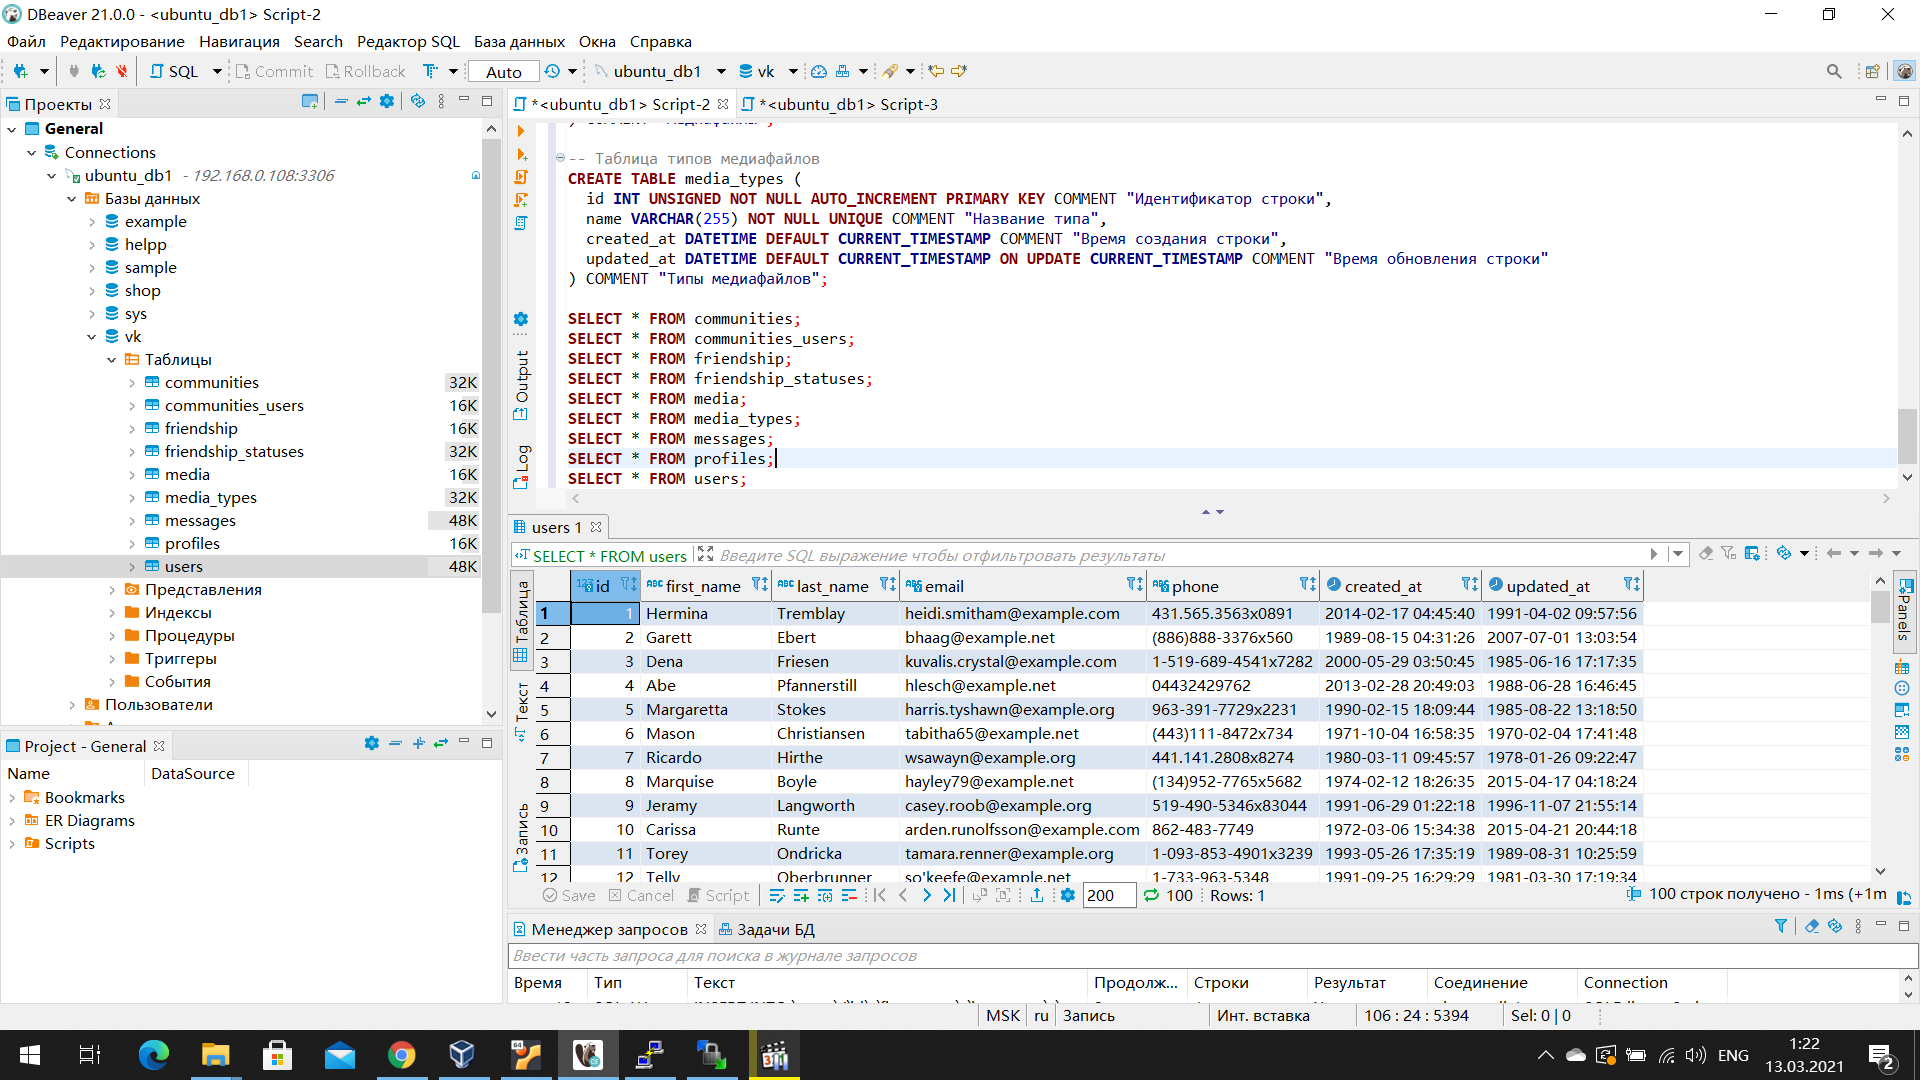 DBeaver 21.0.0 - <ubuntu_db1> Script-2
Файл Редактирование Навигация Search Редактор SQL База данных Окна Справка
SQL Commit Rollback Auto ubuntu_db1 vk
Проекты
General
Connections
ubuntu_db1 - 192.168.0.108:3306
Базы данных
example
helpp
sample
shop
sys
vk
Таблицы
communities 32K
communities_users 16K
friendship 16K
friendship_statuses 32K
media 16K
media_types 32K
messages 48K
profiles 16K
users 48K
Представления
Индексы
Процедуры
Триггеры
События
Пользователи
Project - General
Name DataSource
Bookmarks
ER Diagrams
Scripts
*<ubuntu_db1> Script-2 *<ubuntu_db1> Script-3
-- Таблица типов медиафайлов
CREATE TABLE media_types (
id INT UNSIGNED NOT NULL AUTO_INCREMENT PRIMARY KEY COMMENT "Идентификатор строки",
name VARCHAR(255) NOT NULL UNIQUE COMMENT "Название типа",
created_at DATETIME DEFAULT CURRENT_TIMESTAMP COMMENT "Время создания строки",
updated_at DATETIME DEFAULT CURRENT_TIMESTAMP ON UPDATE CURRENT_TIMESTAMP COMMENT "Время обновления строки"
) COMMENT "Типы медиафайлов";
SELECT * FROM communities;
SELECT * FROM communities_users;
SELECT * FROM friendship;
SELECT * FROM friendship_statuses;
SELECT * FROM media;
SELECT * FROM media_types;
SELECT * FROM messages;
SELECT * FROM profiles;
SELECT * FROM users;
Output
Log
users 1
SELECT * FROM users Введите SQL выражение чтобы отфильтровать результаты
Таблица
Текст
Запись
Panels
id first_name last_name email phone created_at updated_at
1 1 Hermina Tremblay heidi.smitham@example.com 431.565.3563x0891 2014-02-17 04:45:40 1991-04-02 09:57:56
2 2 Garett Ebert bhaag@example.net (886)888-3376x560 1989-08-15 04:31:26 2007-07-01 13:03:54
3 3 Dena Friesen kuvalis.crystal@example.com 1-519-689-4541x7282 2000-05-29 03:50:45 1985-06-16 17:17:35
4 4 Abe Pfannerstill hlesch@example.net 04432429762 2013-02-28 20:49:03 1988-06-28 16:46:45
5 5 Margaretta Stokes harris.tyshawn@example.org 963-391-7729x2231 1990-02-15 18:09:44 1985-08-22 13:18:50
6 6 Mason Christiansen tabitha65@example.net (443)111-8472x734 1971-10-04 16:58:35 1970-02-04 17:41:48
7 7 Ricardo Hirthe wsawayn@example.org 441.141.2808x8274 1980-03-11 09:45:57 1978-01-26 09:22:47
8 8 Marquise Boyle hayley79@example.net (134)952-7765x5682 1974-02-12 18:26:35 2015-04-17 04:18:24
9 9 Jeramy Langworth casey.roob@example.org 519-490-5346x83044 1991-06-29 01:22:18 1996-11-07 21:55:14
10 10 Carissa Runte arden.runolfsson@example.com 862-483-7749 1972-03-06 15:34:38 2015-04-21 20:44:18
11 11 Torey Ondricka tamara.renner@example.org 1-093-853-4901x3239 1993-05-26 17:35:19 1989-08-31 10:25:59
12 12 Telly Oberbrunner so'keefe@example.net 1-733-963-5348 1991-09-25 16:29:29 1981-03-30 17:19:34
Save Cancel Script 200 100 Rows: 1 100 строк получено - 1ms (+1m
Менеджер запросов Задачи БД
Ввести часть запроса для поиска в журнале запросов
Время Тип Текст Продолж... Строки Результат Соединение Connection
MSK ru Запись Инт. вставка 106 : 24 : 5394 Sel: 0 | 0
ENG 1:22
13.03.2021
2